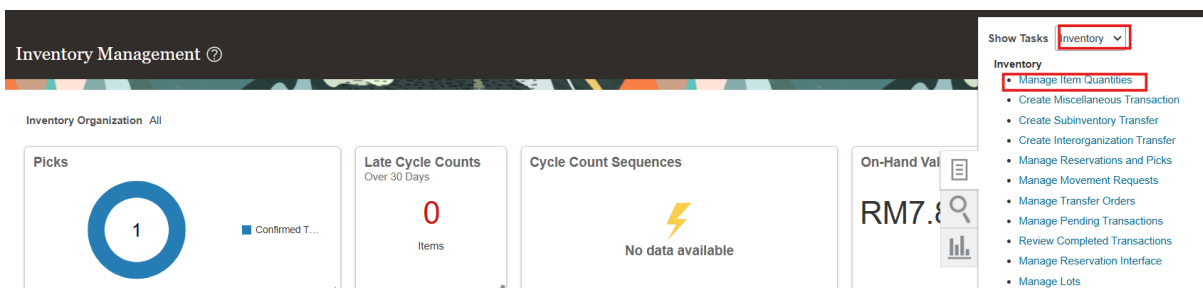 Inventory Management
Show Tasks Inventory
Inventory
Manage Item Quantities
Create Miscellaneous Transaction
Create Subinventory Transfer
Create Interorganization Transfer
Manage Reservations and Picks
Manage Movement Requests
Manage Transfer Orders
Manage Pending Transactions
Review Completed Transactions
Manage Reservation Interface
Manage Lots
Inventory Organization All
Picks
1
Confirmed T...
Late Cycle Counts
Over 30 Days
0
Items
Cycle Count Sequences
No data available
On-Hand Val
RM7.8